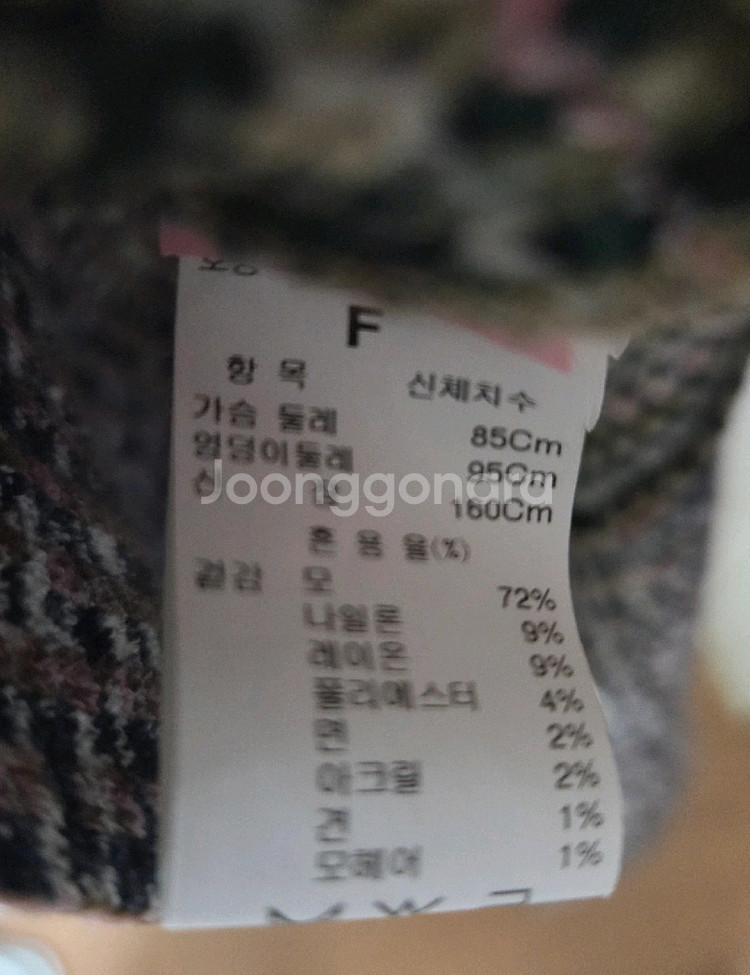 F
항 목 신체치수
가슴 둘레 85Cm
엉덩이둘레 95Cm
Joonggonara
신 160Cm
혼 용 율(%)
겉감 모 72%
나일론 9%
레이온 9%
폴리에스터 4%
면 2%
아크릴 2%
견 1%
모헤어 1%